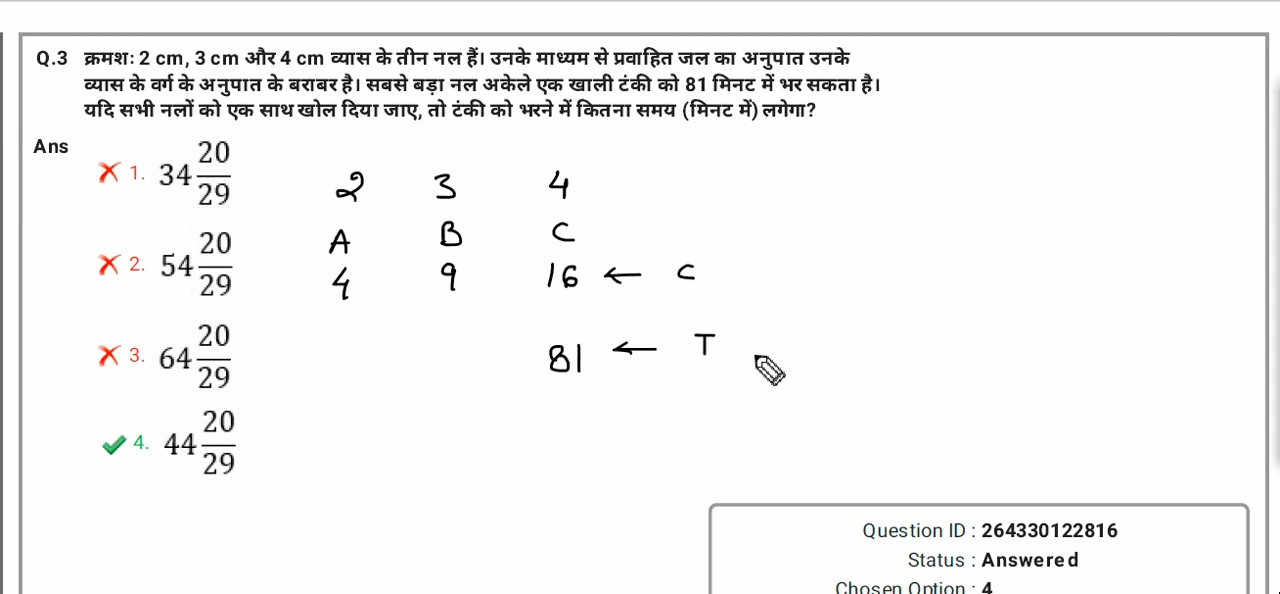 Q.3 क्रमशः 2 cm, 3 cm और 4 cm व्यास के तीन नल हैं। उनके माध्यम से प्रवाहित जल का अनुपात उनके
व्यास के वर्ग के अनुपात के बराबर है। सबसे बड़ा नल अकेले एक खाली टंकी को 81 मिनट में भर सकता है।
यदि सभी नलों को एक साथ खोल दिया जाए, तो टंकी को भरने में कितना समय (मिनट में) लगेगा?
Ans
1. 34 20/29
2. 54 20/29
3. 64 20/29
4. 44 20/29
2 3 4
A B C
4 9 16 ← C
81 ← T
Question ID : 264330122816
Status : Answered
Chosen Option : 4